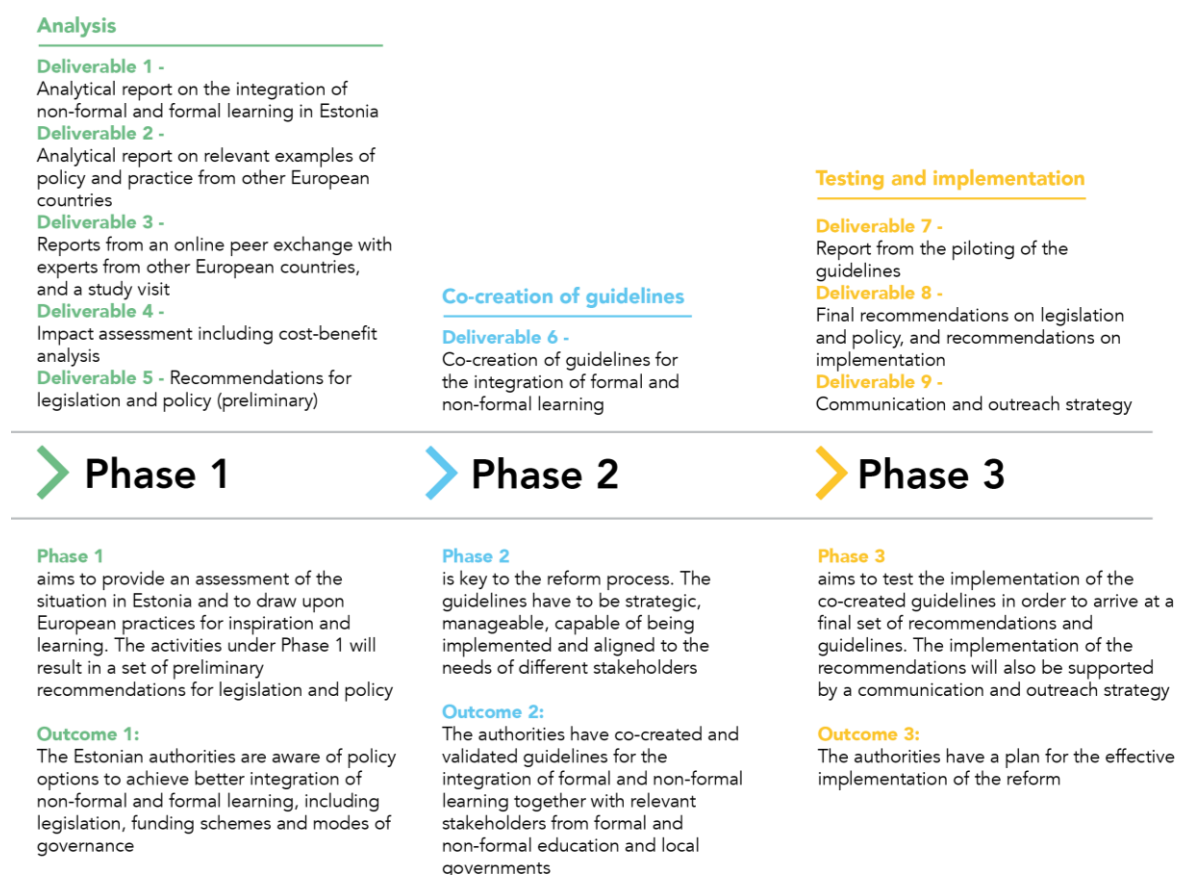 Analysis
Deliverable 1 -
Analytical report on the integration of
non-formal and formal learning in Estonia
Deliverable 2 -
Analytical report on relevant examples of
policy and practice from other European
countries
Deliverable 3 -
Reports from an online peer exchange with
experts from other European countries,
and a study visit
Deliverable 4 -
Impact assessment including cost-benefit
analysis
Deliverable 5 - Recommendations for
legislation and policy (preliminary)
Co-creation of guidelines
Deliverable 6 -
Co-creation of guidelines for
the integration of formal and
non-formal learning
Testing and implementation
Deliverable 7 -
Report from the piloting of the
guidelines
Deliverable 8 -
Final recommendations on legislation
and policy, and recommendations on
implementation
Deliverable 9 -
Communication and outreach strategy
Phase 1
Phase 2
Phase 3
Phase 1
aims to provide an assessment of the
situation in Estonia and to draw upon
European practices for inspiration and
learning. The activities under Phase 1 will
result in a set of preliminary
recommendations for legislation and policy
Outcome 1:
The Estonian authorities are aware of policy
options to achieve better integration of
non-formal and formal learning, including
legislation, funding schemes and modes of
governance
Phase 2
is key to the reform process. The
guidelines have to be strategic,
manageable, capable of being
implemented and aligned to the
needs of different stakeholders
Outcome 2:
The authorities have co-created and
validated guidelines for the
integration of formal and non-formal
learning together with relevant
stakeholders from formal and
non-formal education and local
governments
Phase 3
aims to test the implementation of the
co-created guidelines in order to arrive at a
final set of recommendations and
guidelines. The implementation of the
recommendations will also be supported
by a communication and outreach strategy
Outcome 3:
The authorities have a plan for the effective
implementation of the reform